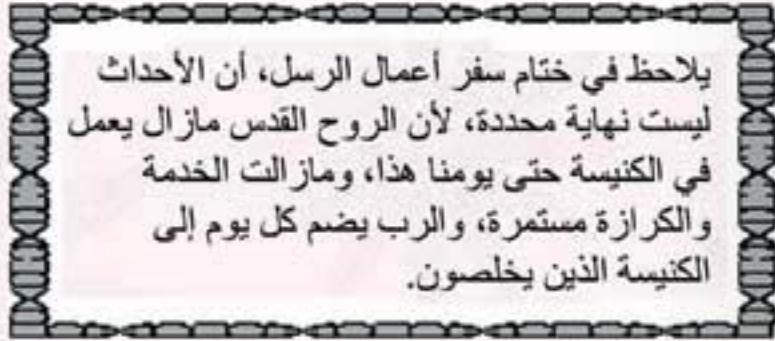 يلاحظ في ختام سفر أعمال الرسل، أن الأحداث
ليست نهاية محددة، لأن الروح القدس مازال يعمل
في الكنيسة حتى يومنا هذا، ومازالت الخدمة
والكرازة مستمرة، والرب يضم كل يوم إلى
الكنيسة الذين يخلصون.